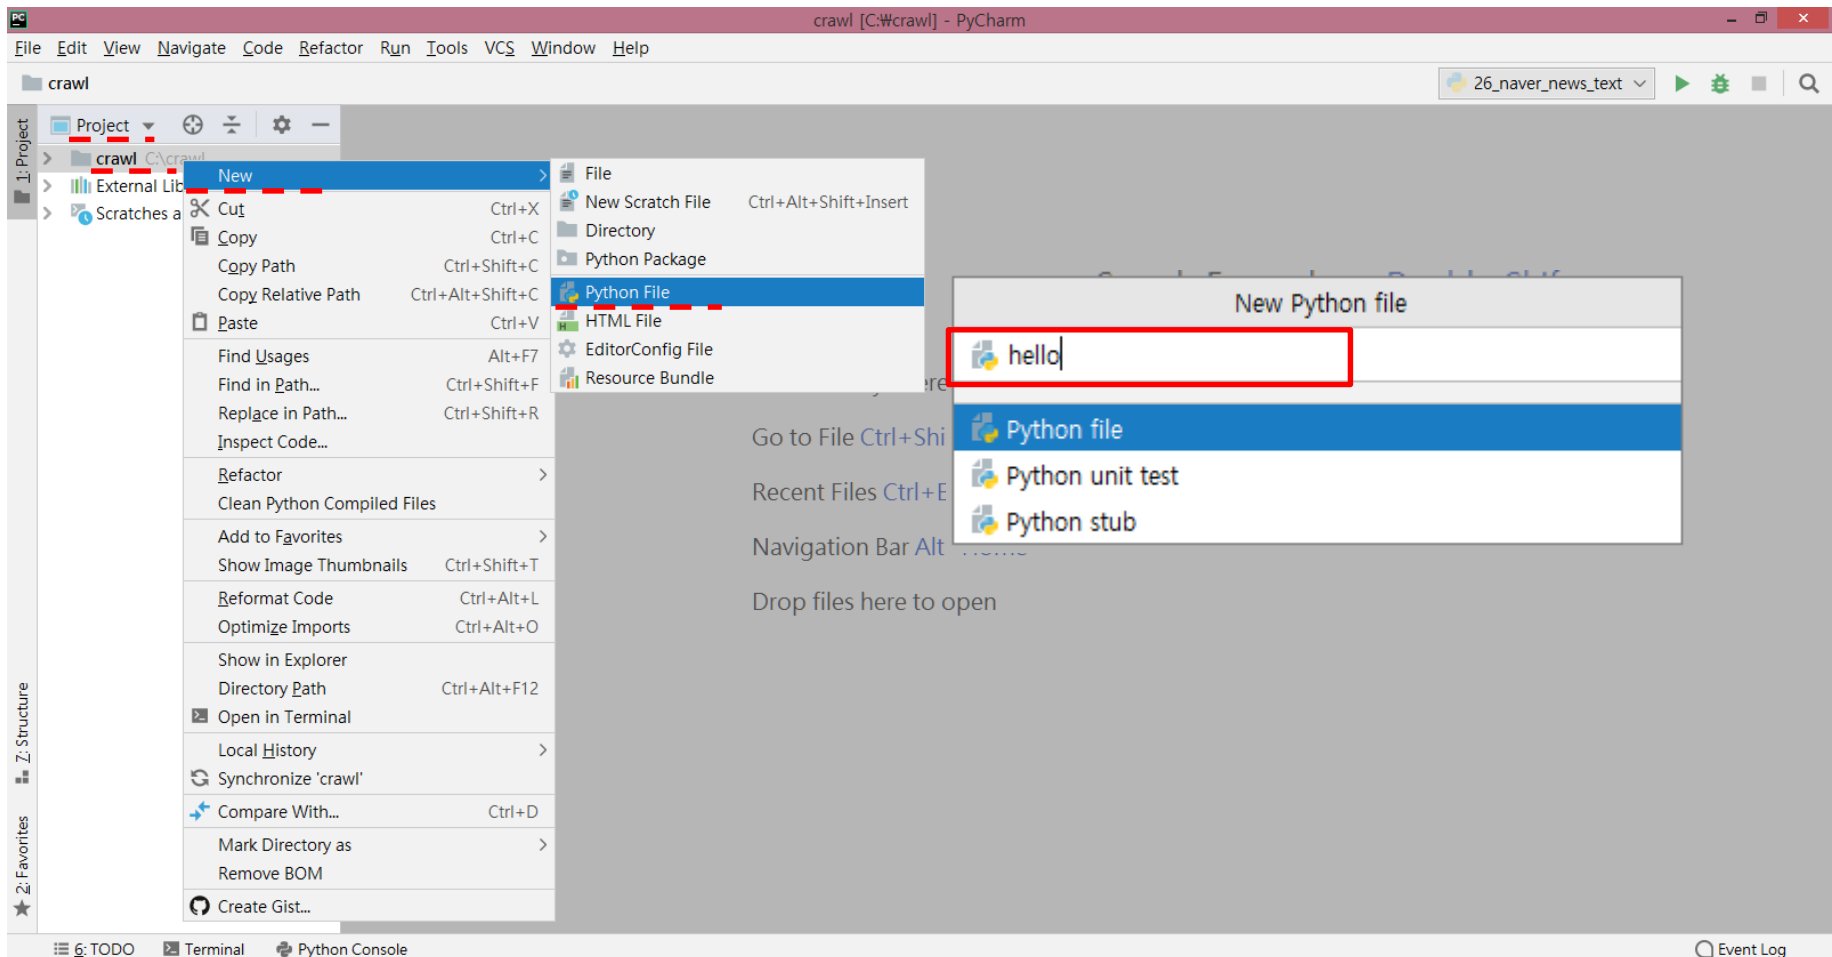 PC
crawl [C:₩crawl] - PyCharm
File Edit View Navigate Code Refactor Run Tools VCS Window Help
crawl
26_naver_news_text
1: Project
Project
crawl C:\crawl
External Lib
Scratches a
New
Cut Ctrl+X
Copy Ctrl+C
Copy Path Ctrl+Shift+C
Copy Relative Path Ctrl+Alt+Shift+C
Paste Ctrl+V
Find Usages Alt+F7
Find in Path... Ctrl+Shift+F
Replace in Path... Ctrl+Shift+R
Inspect Code...
Refactor
Clean Python Compiled Files
Add to Favorites
Show Image Thumbnails Ctrl+Shift+T
Reformat Code Ctrl+Alt+L
Optimize Imports Ctrl+Alt+O
Show in Explorer
Directory Path Ctrl+Alt+F12
Open in Terminal
Local History
Synchronize 'crawl'
Compare With... Ctrl+D
Mark Directory as
Remove BOM
Create Gist...
File
New Scratch File Ctrl+Alt+Shift+Insert
Directory
Python Package
Python File
HTML File
EditorConfig File
Resource Bundle
New Python file
hello
Python file
Python unit test
Python stub
Go to File Ctrl+Shi
Recent Files Ctrl+E
Navigation Bar Alt
Drop files here to open
Z: Structure
2: Favorites
6: TODO Terminal Python Console
Event Log